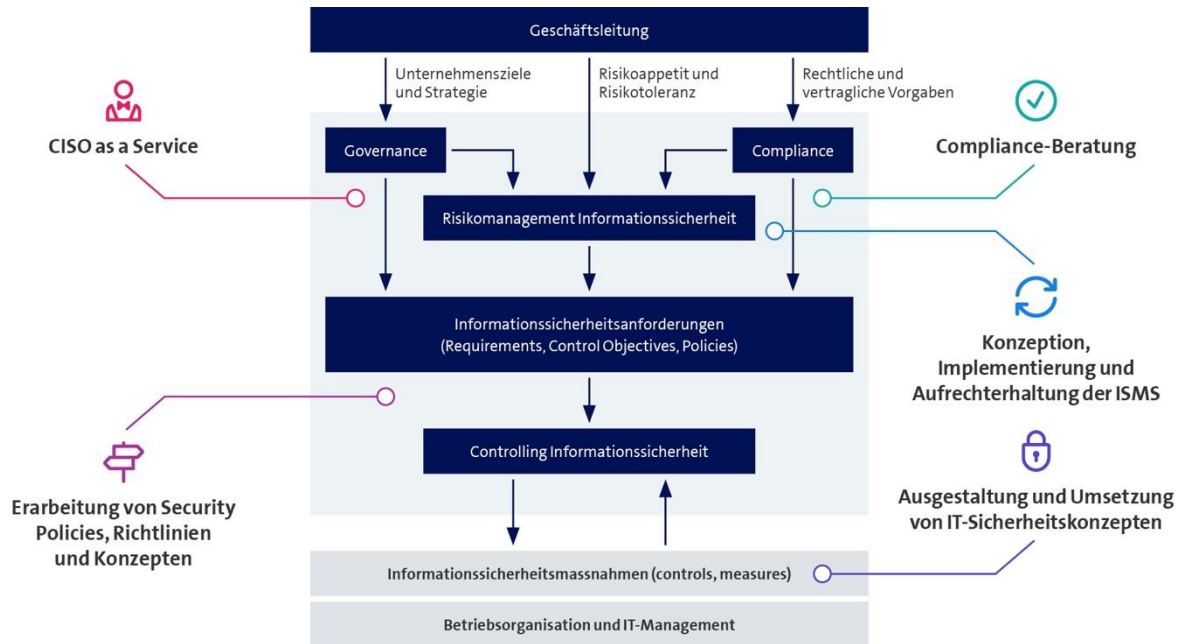 Geschäftsleitung
Unternehmensziele
und Strategie
Risikoappetit und
Risikotoleranz
Rechtliche und
vertragliche Vorgaben
CISO as a Service
Governance
Compliance
Compliance-Beratung
Risikomanagement Informationssicherheit
Informationssicherheitsanforderungen
(Requirements, Control Objectives, Policies)
Konzeption,
Implementierung und
Aufrechterhaltung der ISMS
Controlling Informationssicherheit
Erarbeitung von Security
Policies, Richtlinien
und Konzepten
Ausgestaltung und Umsetzung
von IT-Sicherheitskonzepten
Informationssicherheitsmassnahmen (controls, measures)
Betriebsorganisation und IT-Management